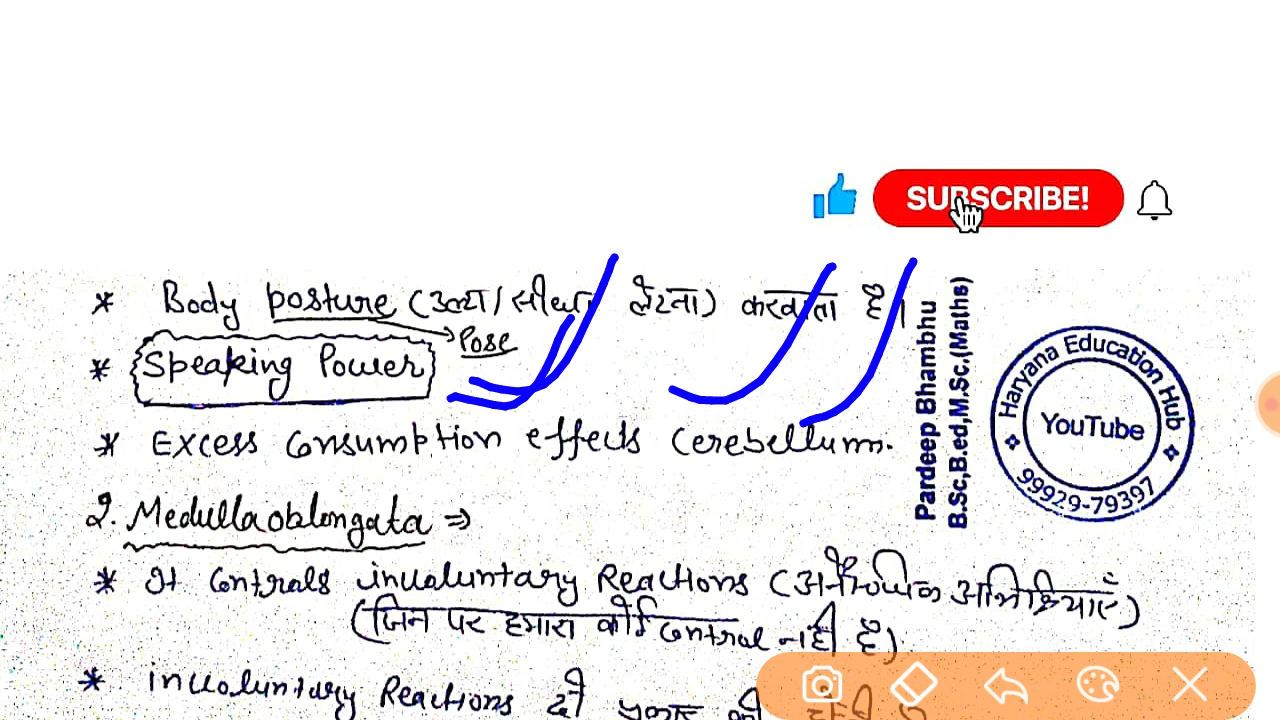 SUBSCRIBE!
* Body posture (उल्टा/सीधा लेटना) करवाता है।
Pose
* Speaking Power
* Excess Consumption effects Cerebellum.
2. Medulla oblongata ⇒
* It Controls involuntary Reactions (अनैच्छिक अभिक्रियाएँ)
(जिन पर हमारा कोई control नहीं है)
* involuntary Reactions दो प्रकार की
Pardeep Bhambhu
B.Sc,B.ed,M.Sc.(Maths)
Haryana Education Hub
YouTube
99929-79397